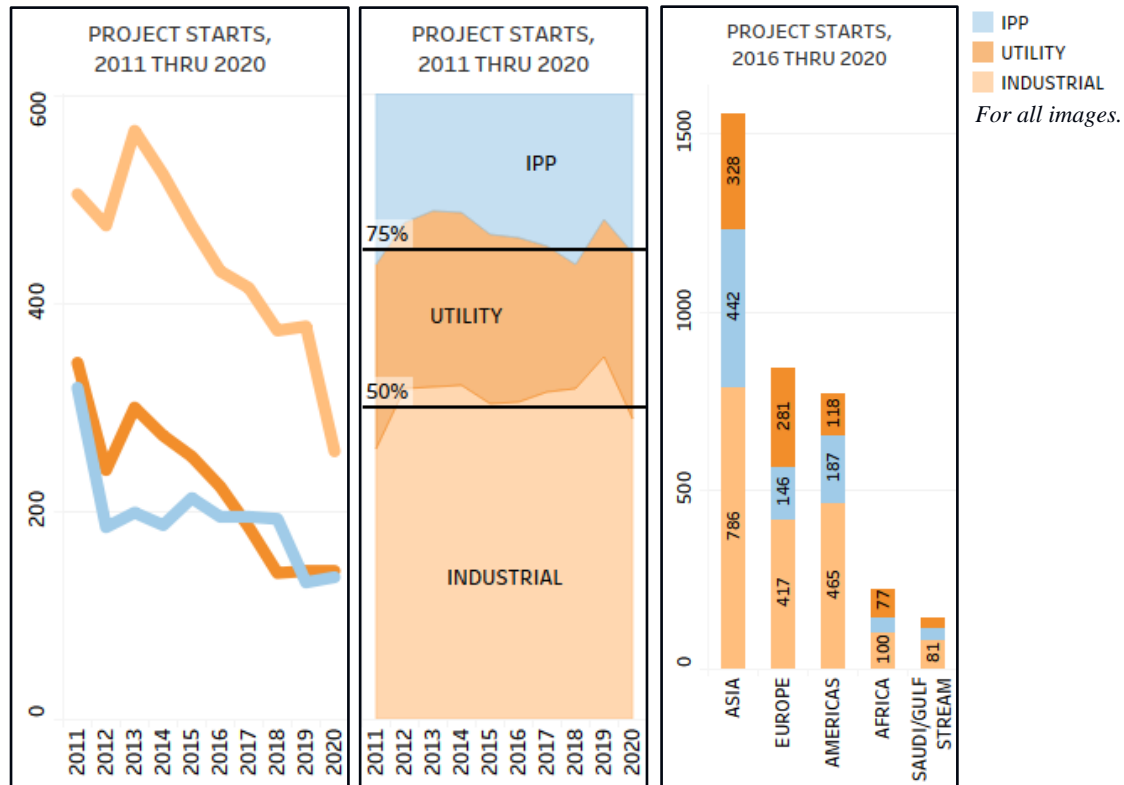 PROJECT STARTS,
2011 THRU 2020
600
400
200
0
2011
2012
2013
2014
2015
2016
2017
2018
2019
2020
PROJECT STARTS,
2011 THRU 2020
IPP
75%
UTILITY
50%
INDUSTRIAL
2011
2012
2013
2014
2015
2016
2017
2018
2019
2020
PROJECT STARTS,
2016 THRU 2020
1500
1000
500
0
328
442
786
281
146
417
118
187
465
77
100
81
ASIA
EUROPE
AMERICAS
AFRICA
SAUDI/GULF
STREAM
IPP
UTILITY
INDUSTRIAL
For all images.